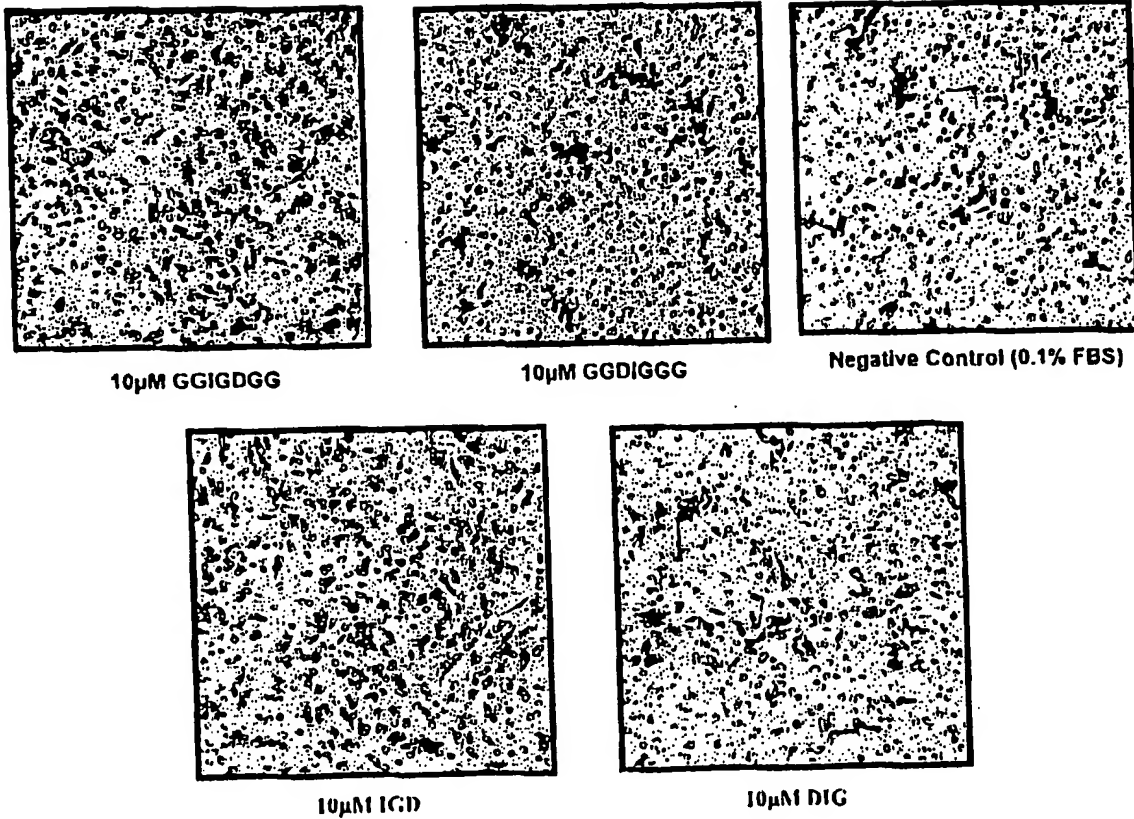 10µM GGIGDGG
10µM GGDIGGG
Negative Control (0.1% FBS)
10µM IGD
10µM DIG